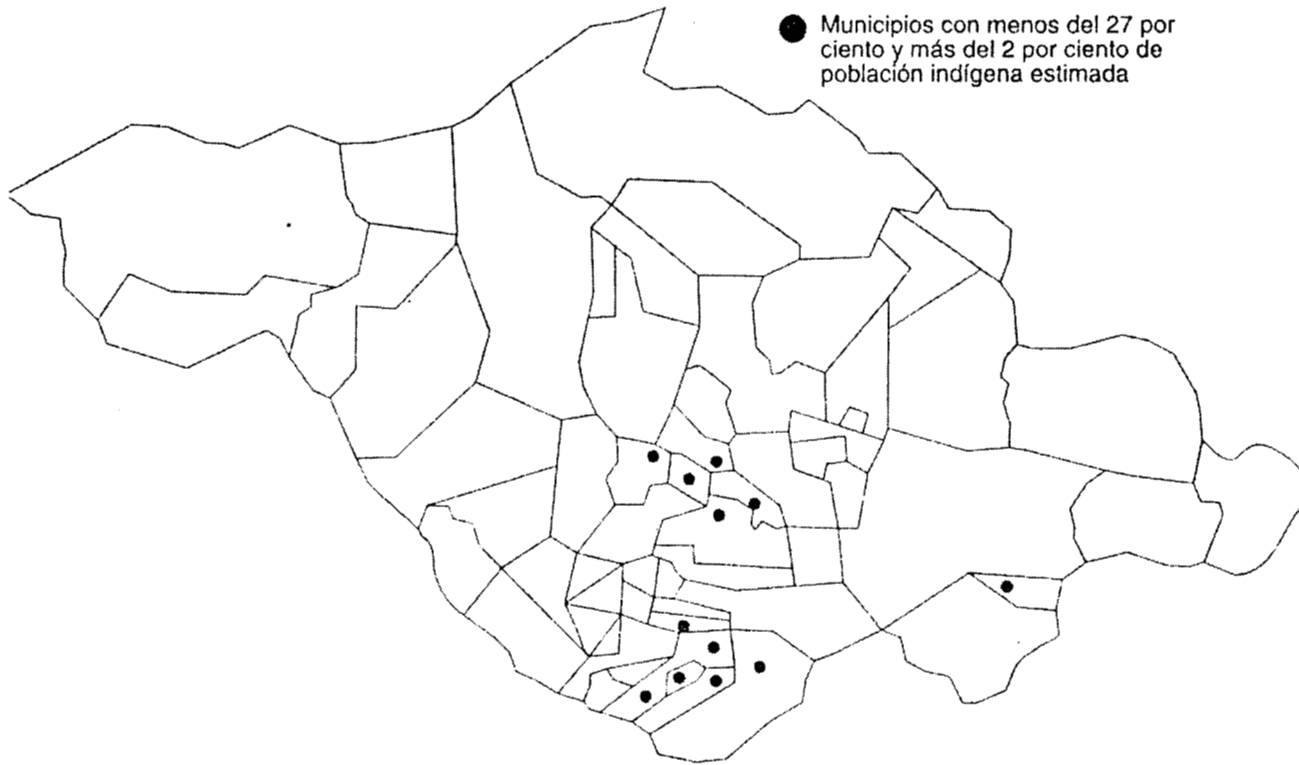 Municipios con menos del 27 por
ciento y más del 2 por ciento de
población indígena estimada